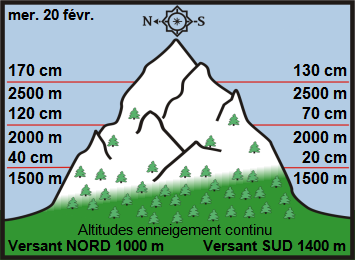 mer. 20 févr.
N S
170 cm 130 cm
2500 m 2500 m
120 cm 70 cm
2000 m 2000 m
40 cm 20 cm
1500 m 1500 m
Altitudes enneigement continu
Versant NORD 1000 m Versant SUD 1400 m